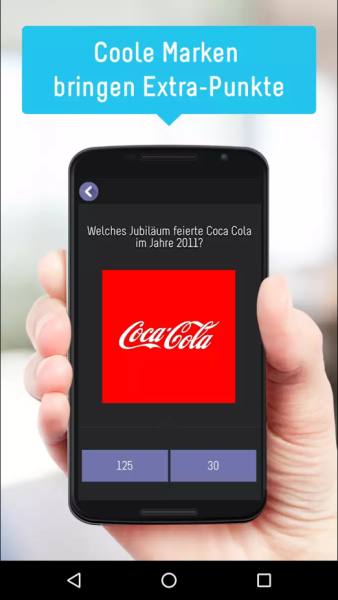 Coole Marken
bringen Extra-Punkte
Welches Jubiläum feierte Coca Cola
im Jahre 2011?
Coca-Cola
125
30